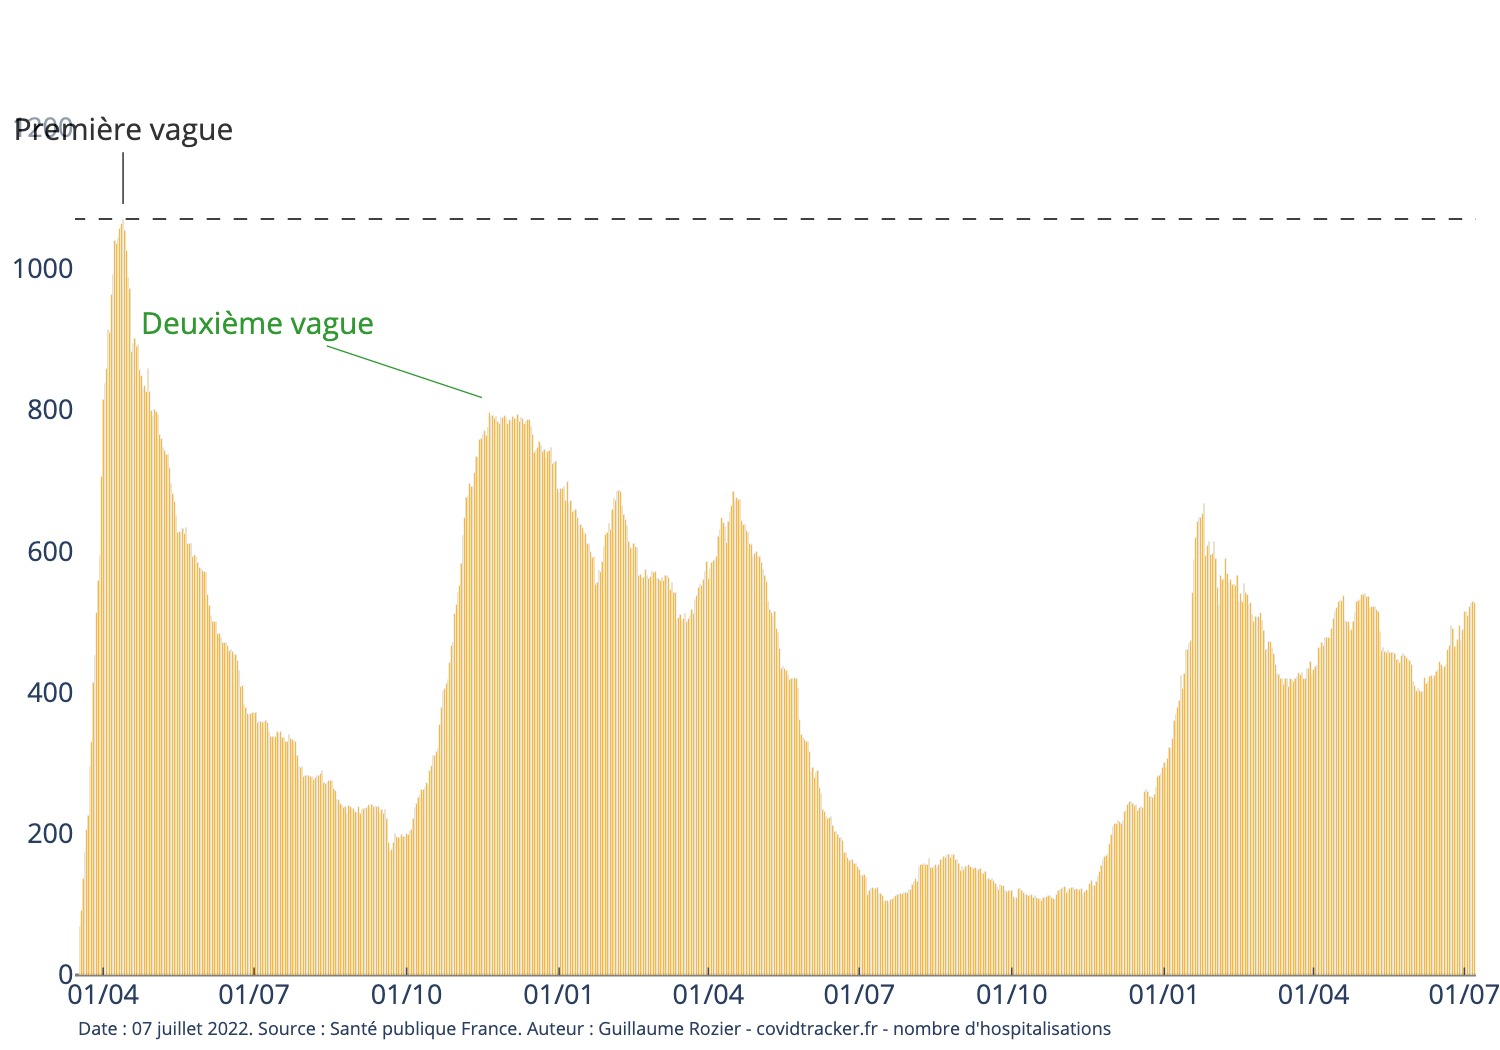 1200
Première vague
1000
Deuxième vague
800
600
400
200
0
01/04 01/07 01/10 01/01 01/04 01/07 01/10 01/01 01/04 01/07
Date : 07 juillet 2022. Source : Santé publique France. Auteur : Guillaume Rozier - covidtracker.fr - nombre d'hospitalisations